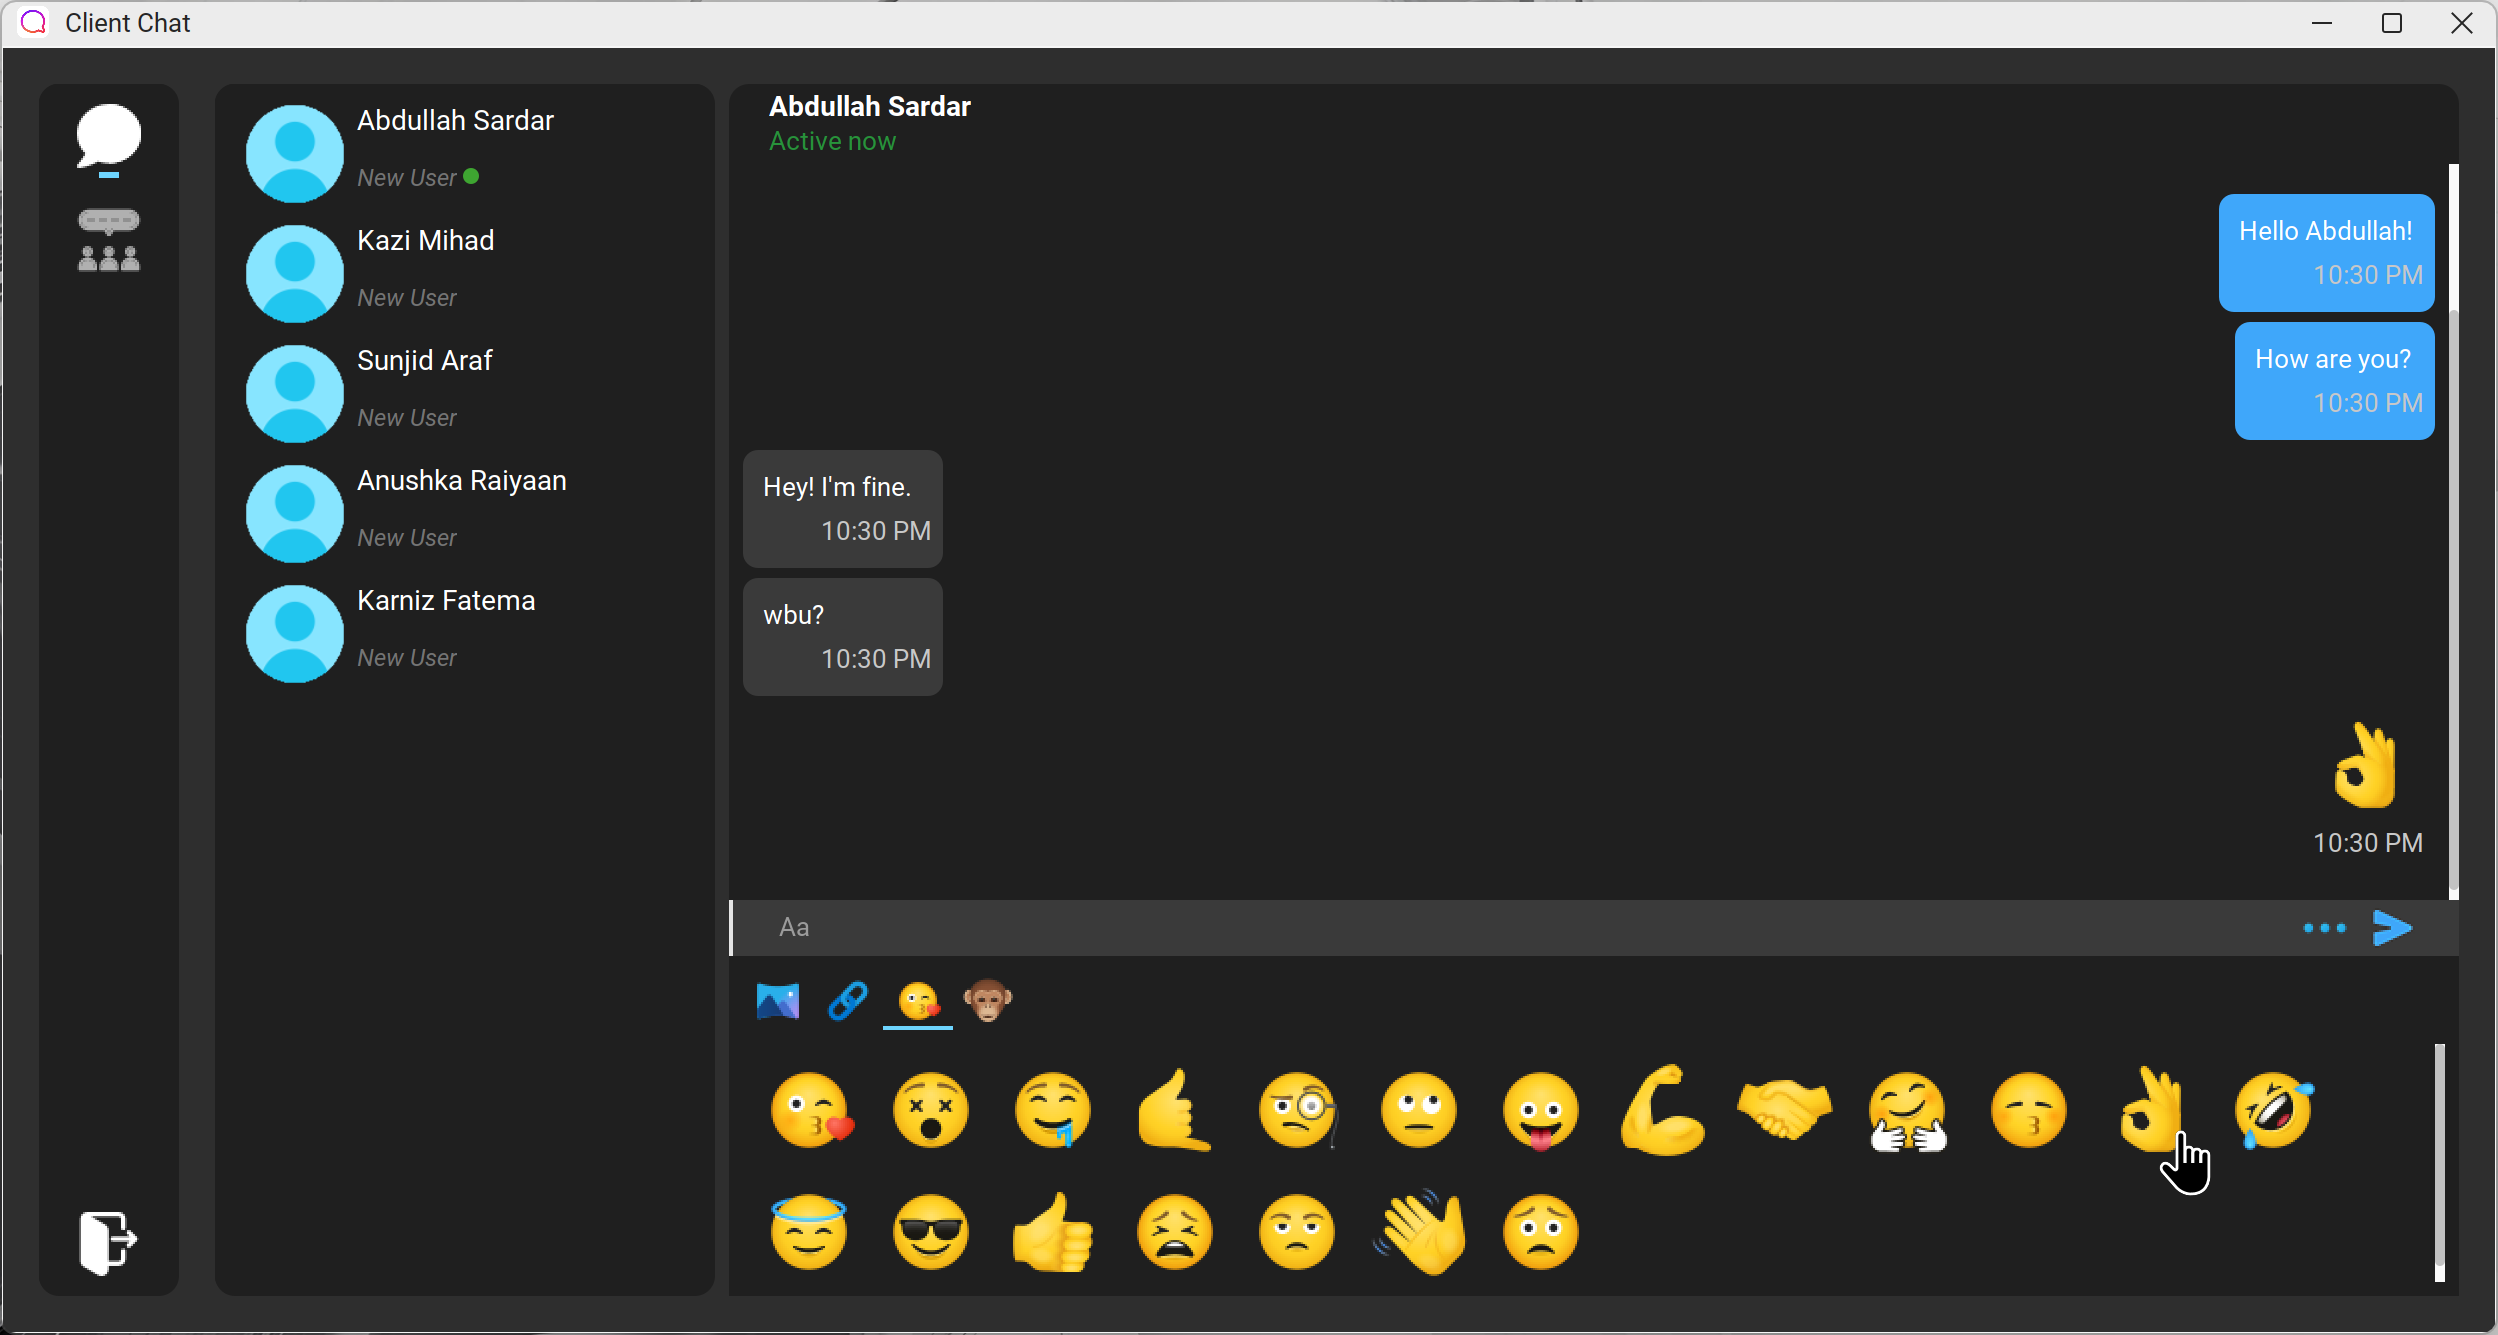 Client Chat
Abdullah Sardar
New User
Kazi Mihad
New User
Sunjid Araf
New User
Anushka Raiyaan
New User
Karniz Fatema
New User
Abdullah Sardar
Active now
Hello Abdullah!
10:30 PM
How are you?
10:30 PM
Hey! I'm fine.
10:30 PM
wbu?
10:30 PM
10:30 PM
Aa